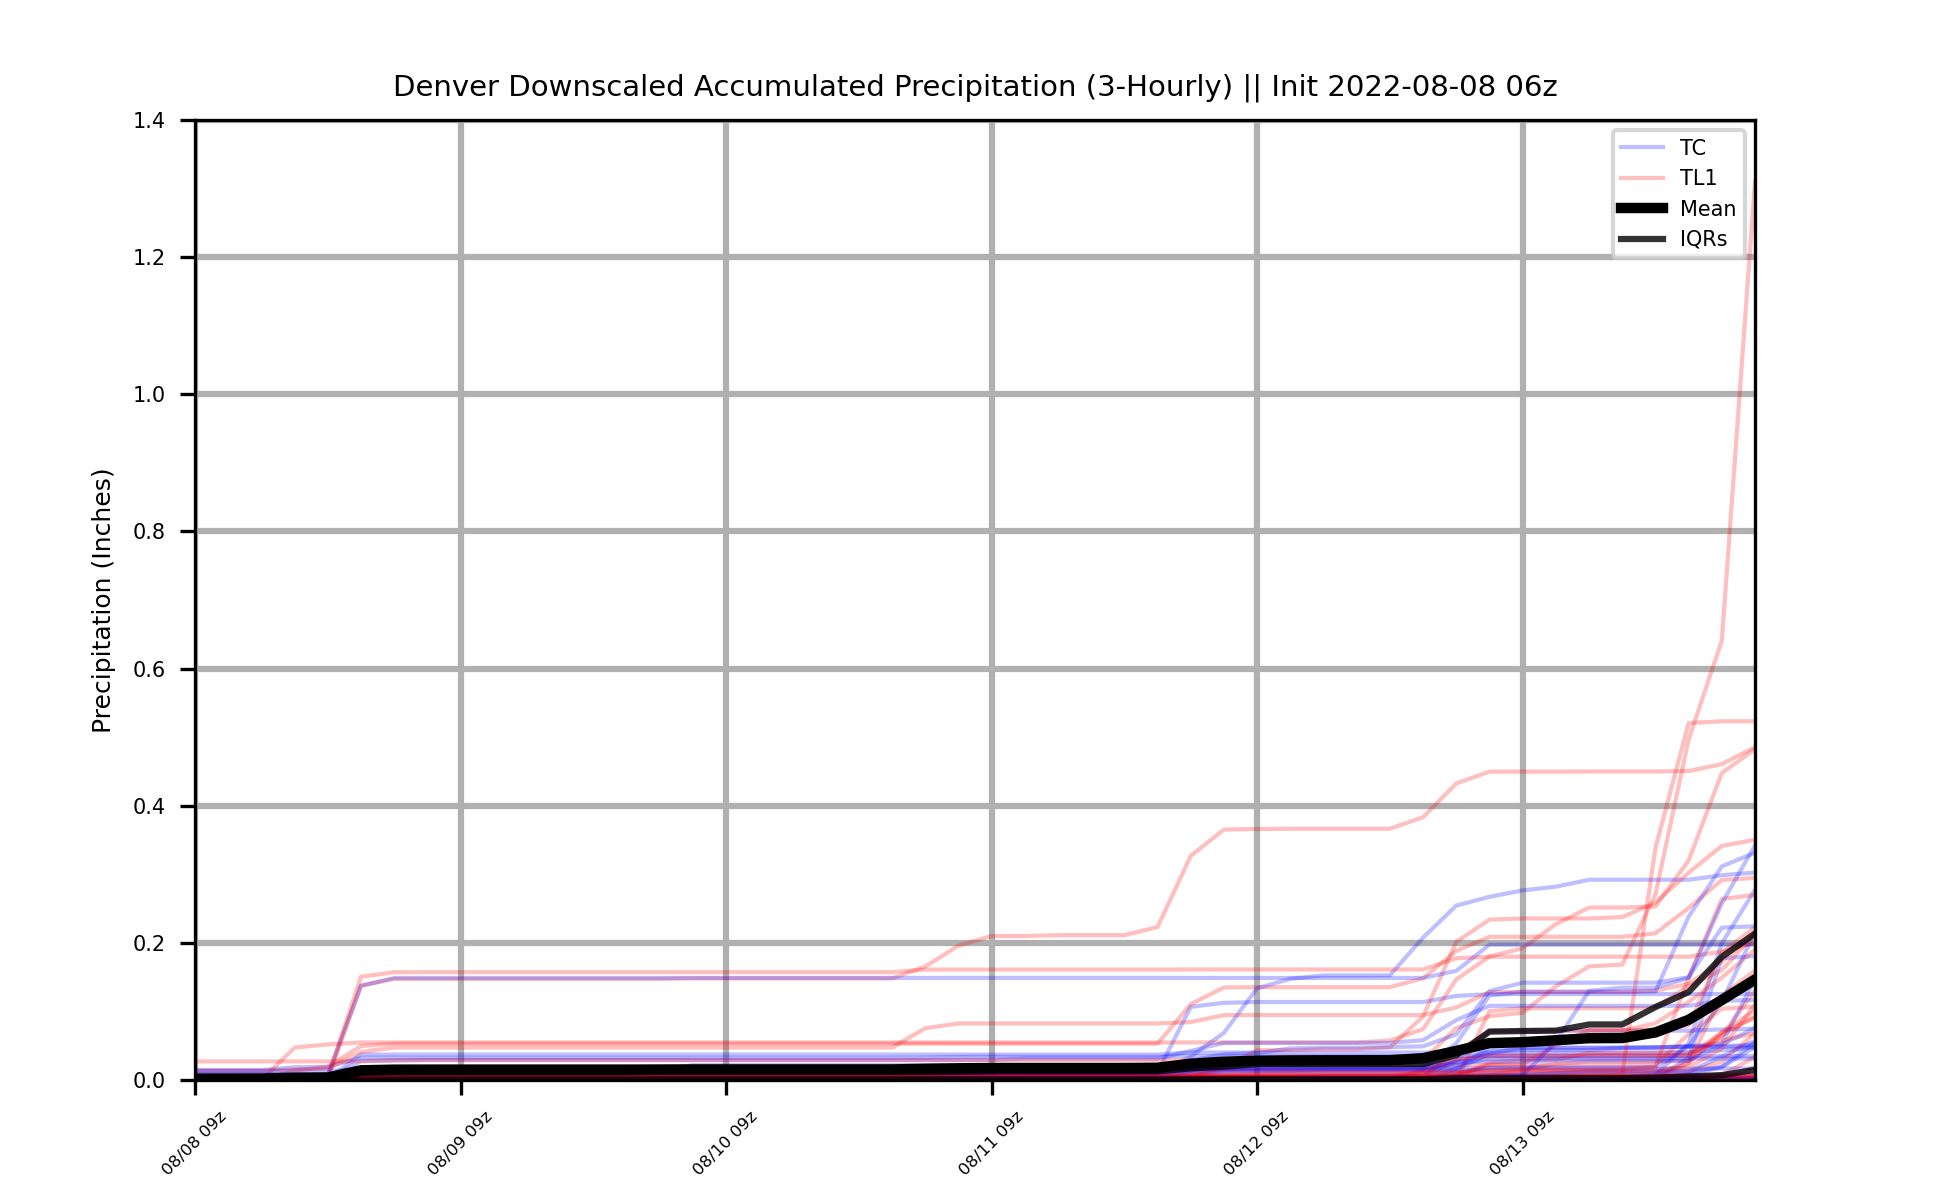 Denver Downscaled Accumulated Precipitation (3-Hourly) || Init 2022-08-08 06z
TC
TL1
Mean
IQRs
Precipitation (Inches)
1.4
1.2
1.0
0.8
0.6
0.4
0.2
0.0
08/08 09z
08/09 09z
08/10 09z
08/11 09z
08/12 09z
08/13 09z